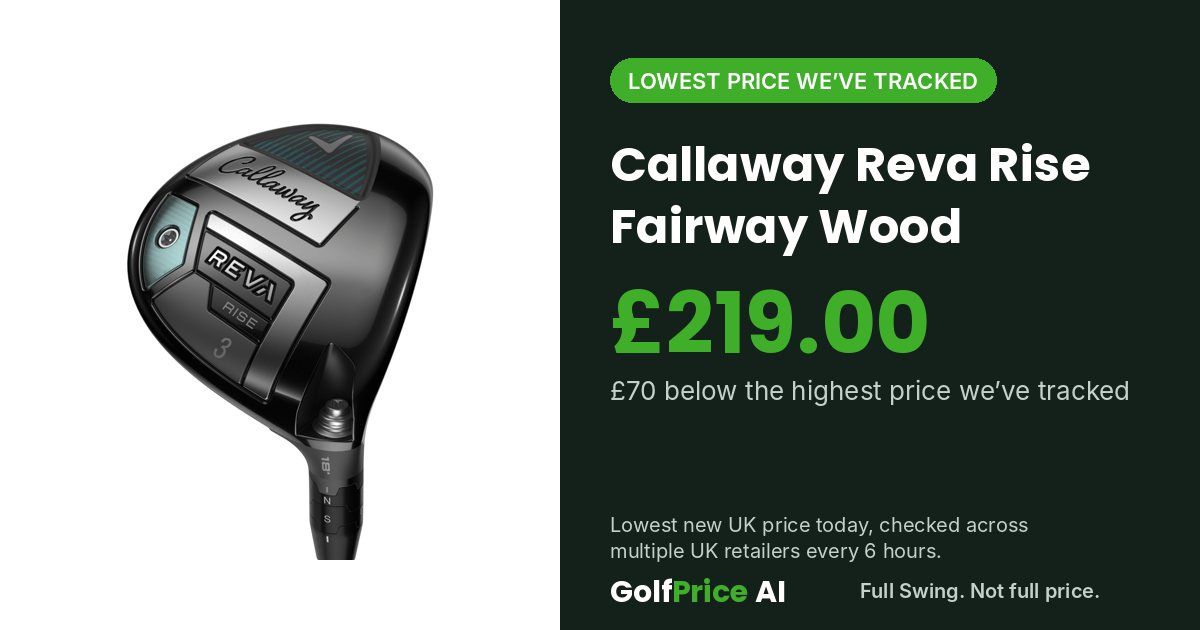 Callaway
REVA
RISE
3
18°
I N S I
LOWEST PRICE WE’VE TRACKED
Callaway Reva Rise
Fairway Wood
£219.00
£70 below the highest price we’ve tracked
Lowest new UK price today, checked across
multiple UK retailers every 6 hours.
GolfPrice AI
Full Swing. Not full price.